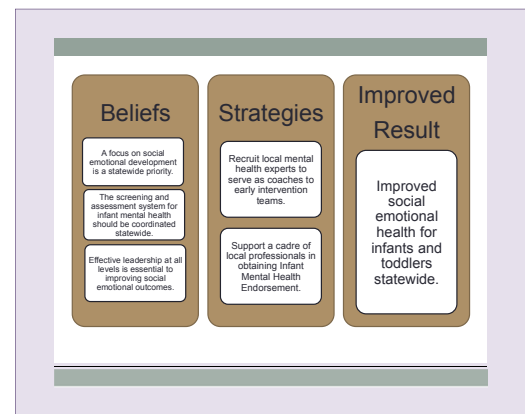 Beliefs
A focus on social
emotional development
is a statewide priority.
The screening and
assessment system for
infant mental health
should be coordinated
statewide.
Effective leadership at all
levels is essential to
improving social
emotional outcomes.
Strategies
Recruit local mental
health experts to
serve as coaches to
early intervention
teams.
Support a cadre of
local professionals in
obtaining Infant
Mental Health
Endorsement.
Improved
Result
Improved
social
emotional
health for
infants and
toddlers
statewide.